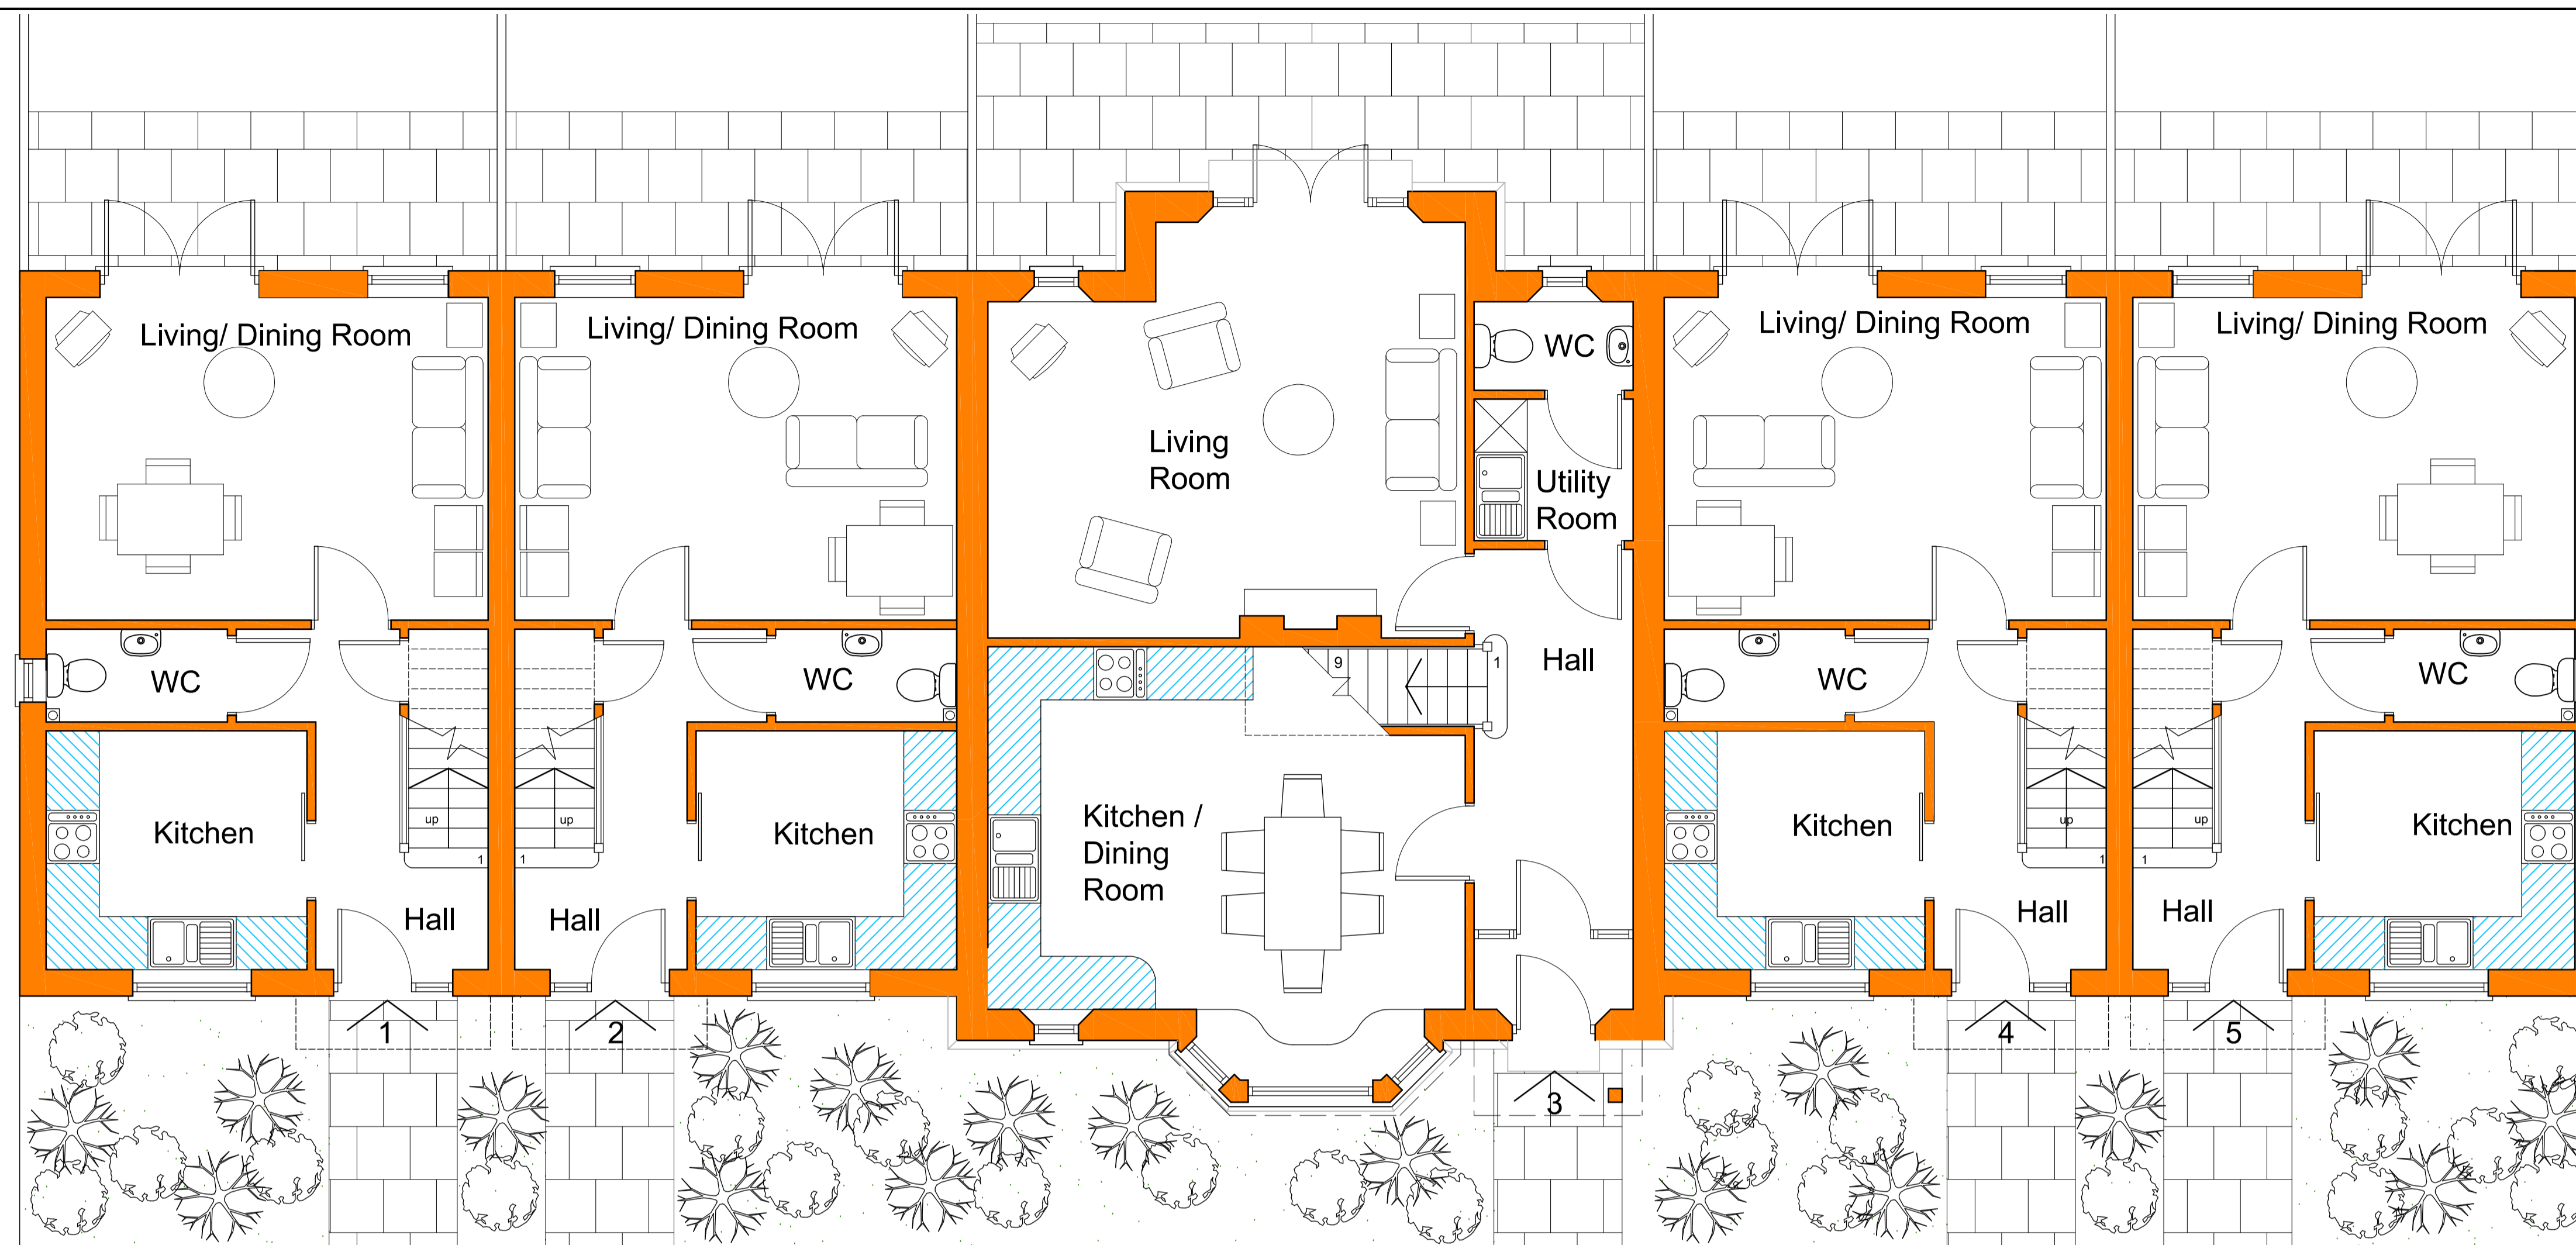 Living/ Dining Room
Living/ Dining Room
Living
Room
WC
Utility
Room
Living/ Dining Room
Living/ Dining Room
WC
WC
9
1
Hall
WC
WC
Kitchen
up
1
Hall
up
1
Hall
Kitchen
Kitchen /
Dining
Room
Kitchen
up
1
Hall
up
1
Hall
Kitchen
1
2
3
4
5